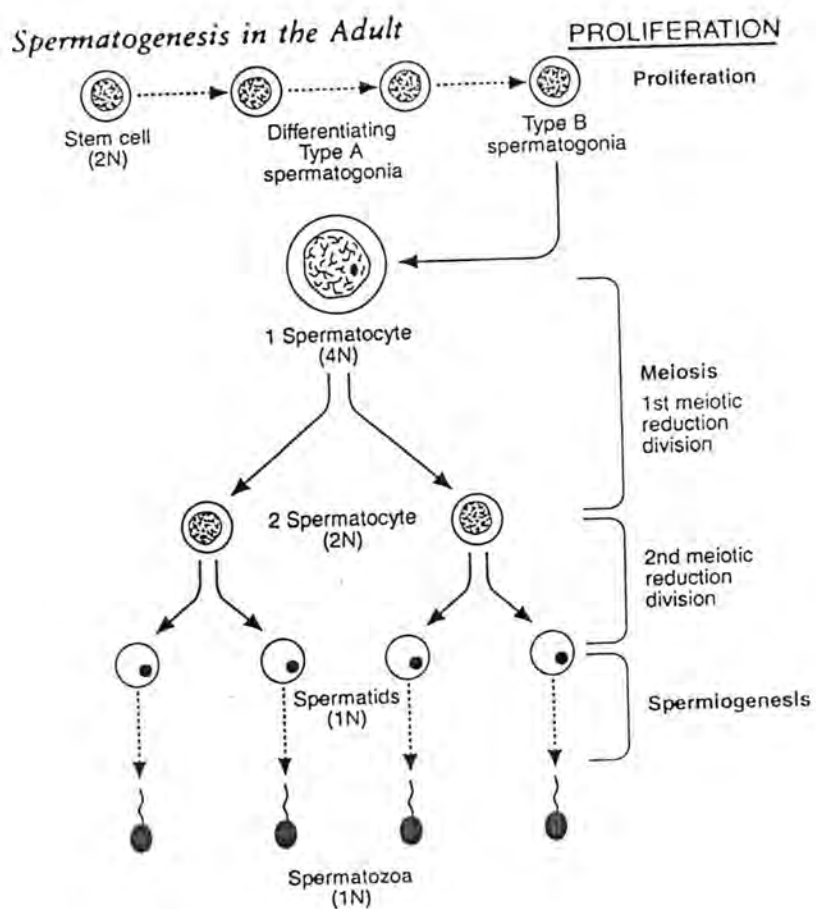 Spermatogenesis in the Adult
PROLIFERATION
Proliferation
Stem cell
(2N)
Differentiating
Type A
spermatogonia
Type B
spermatogonia
1 Spermatocyte
(4N)
Meiosis
1st meiotic
reduction
division
2 Spermatocyte
(2N)
2nd meiotic
reduction
division
Spermatids
(1N)
Spermiogenesis
Spermatozoa
(1N)